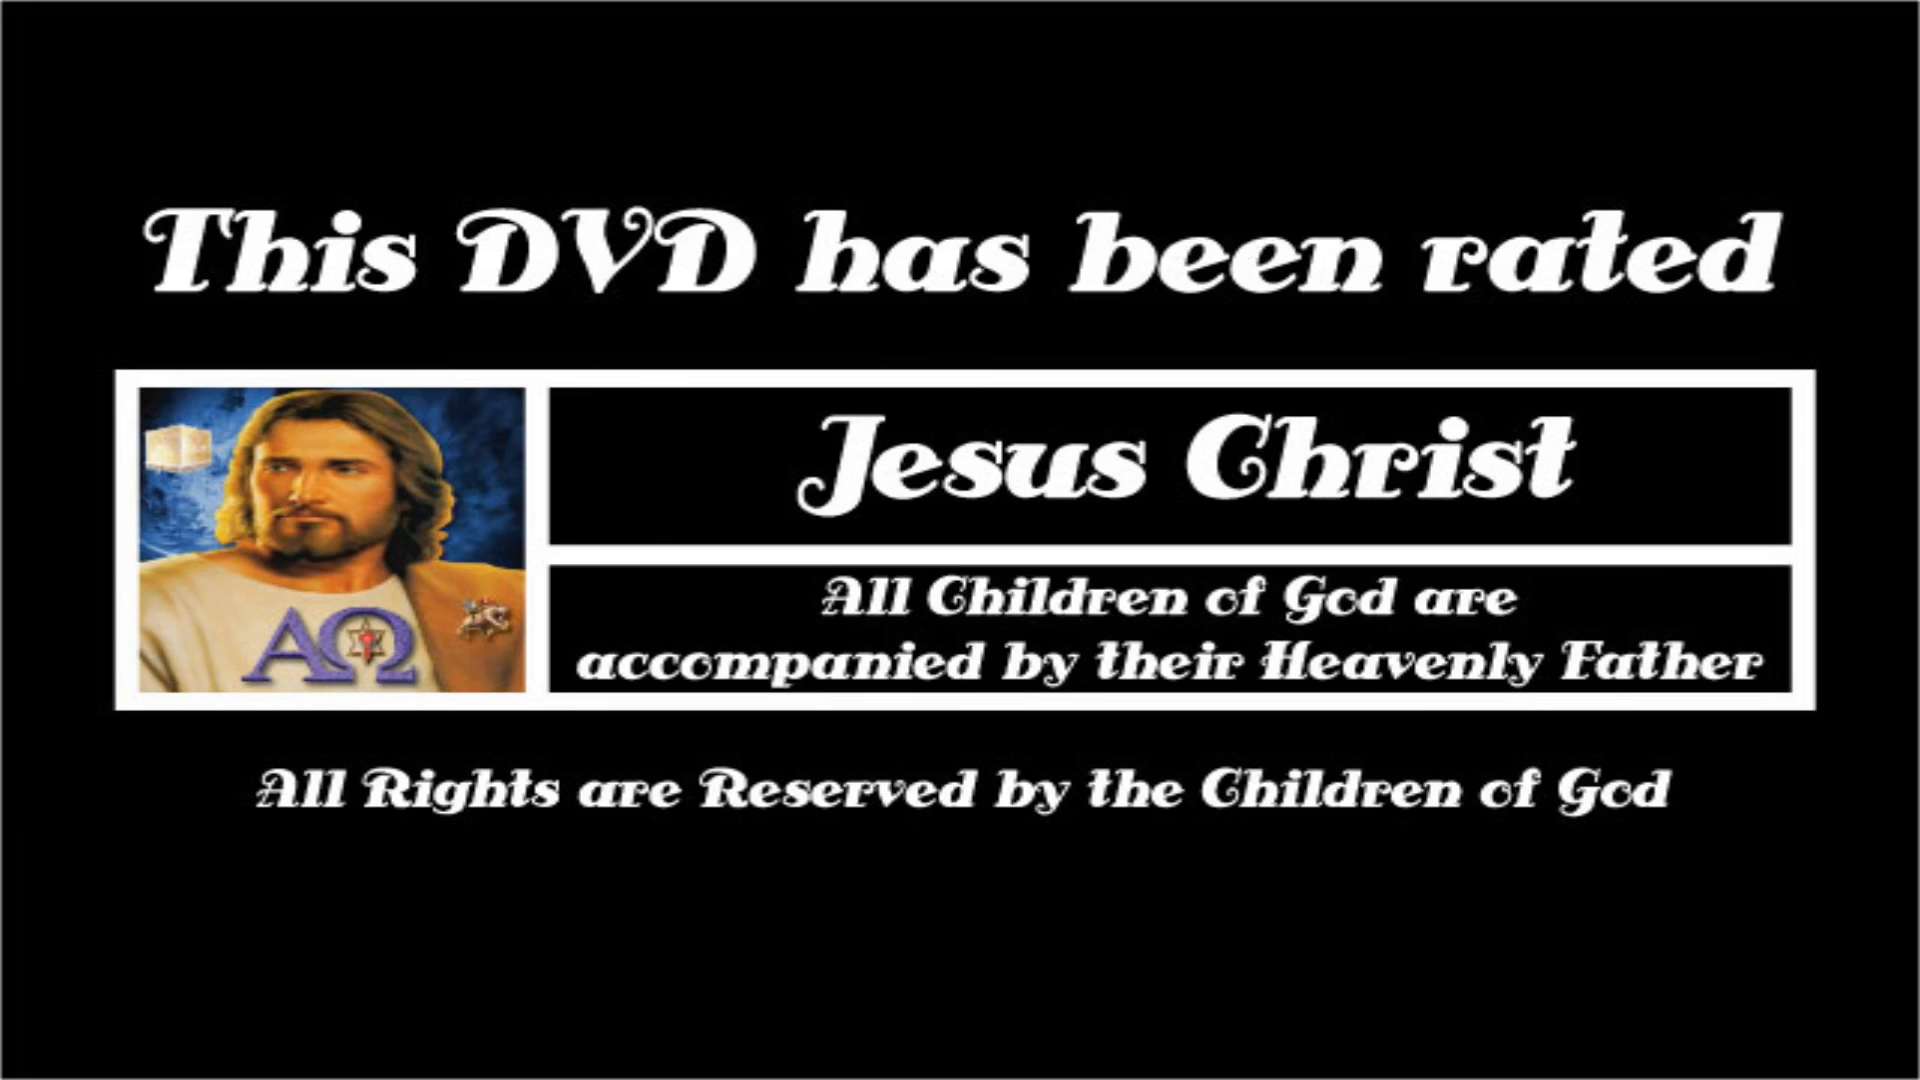 This DVD has been rated
Jesus Christ
All Children of God are
accompanied by their Heavenly Father
ΑΩ
All Rights are Reserved by the Children of God